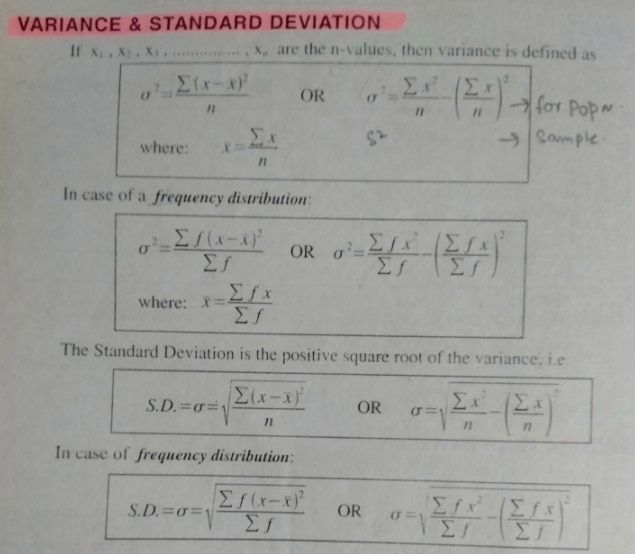 VARIANCE & STANDARD DEVIATION
If x₁, x₂, x₃, ................, xₙ are the n-values, then variance is defined as
σ² = Σ(x−x̄)²/n OR σ² = Σx²/n − (Σx/n)² → for Pop N.
S² → Sample.
where: x̄ = Σx/n
In case of a frequency distribution:
σ² = Σf(x−x̄)²/Σf OR σ² = Σfx²/Σf − (Σfx/Σf)²
where: x̄ = Σfx/Σf
The Standard Deviation is the positive square root of the variance, i.e
S.D. = σ = √(Σ(x−x̄)²/n) OR σ = √(Σx²/n − (Σx/n)²)
In case of frequency distribution:
S.D. = σ = √(Σf(x−x̄)²/Σf) OR σ = √(Σfx²/Σf − (Σfx/Σf)²)